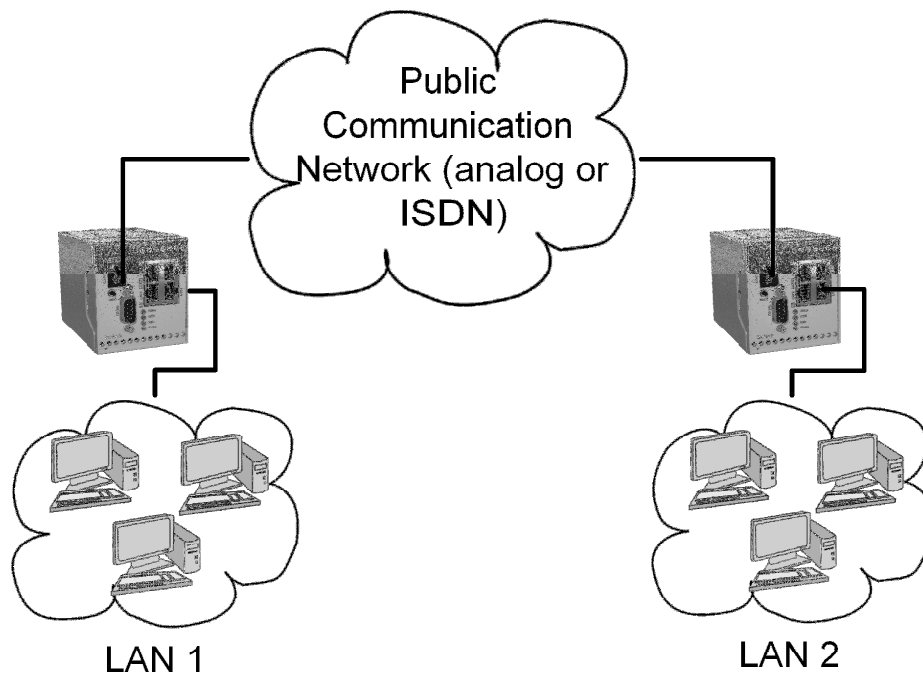 Public
Communication
Network (analog or
ISDN)
LAN 1
LAN 2